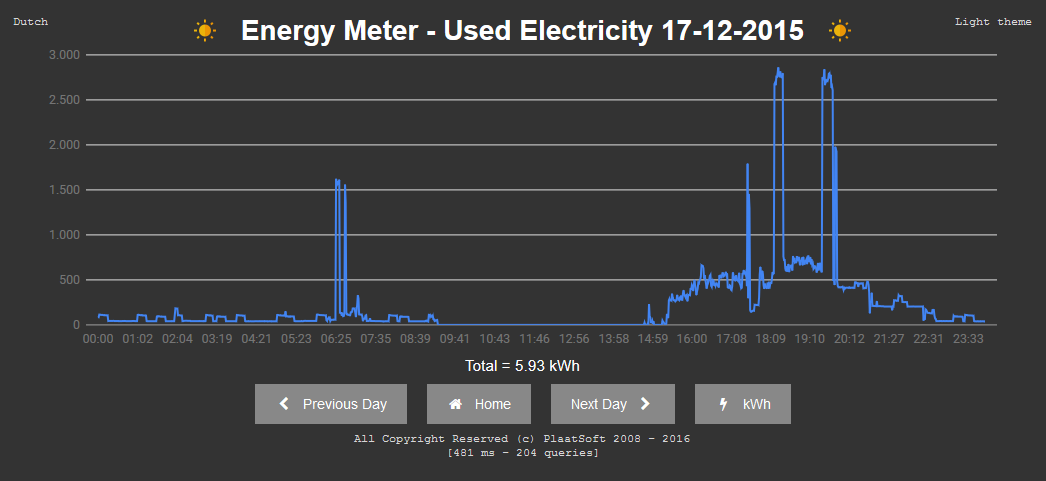 Dutch
Energy Meter - Used Electricity 17-12-2015
Light theme
3.000
2.500
2.000
1.500
1.000
500
0
00:00 01:02 02:04 03:19 04:21 05:23 06:25 07:35 08:39 09:41 10:43 11:46 12:56 13:58 14:59 16:00 17:08 18:09 19:10 20:12 21:27 22:31 23:33
Total = 5.93 kWh
Previous Day Home Next Day kWh
All Copyright Reserved (c) PlaatSoft 2008 - 2016
[481 ms - 204 queries]